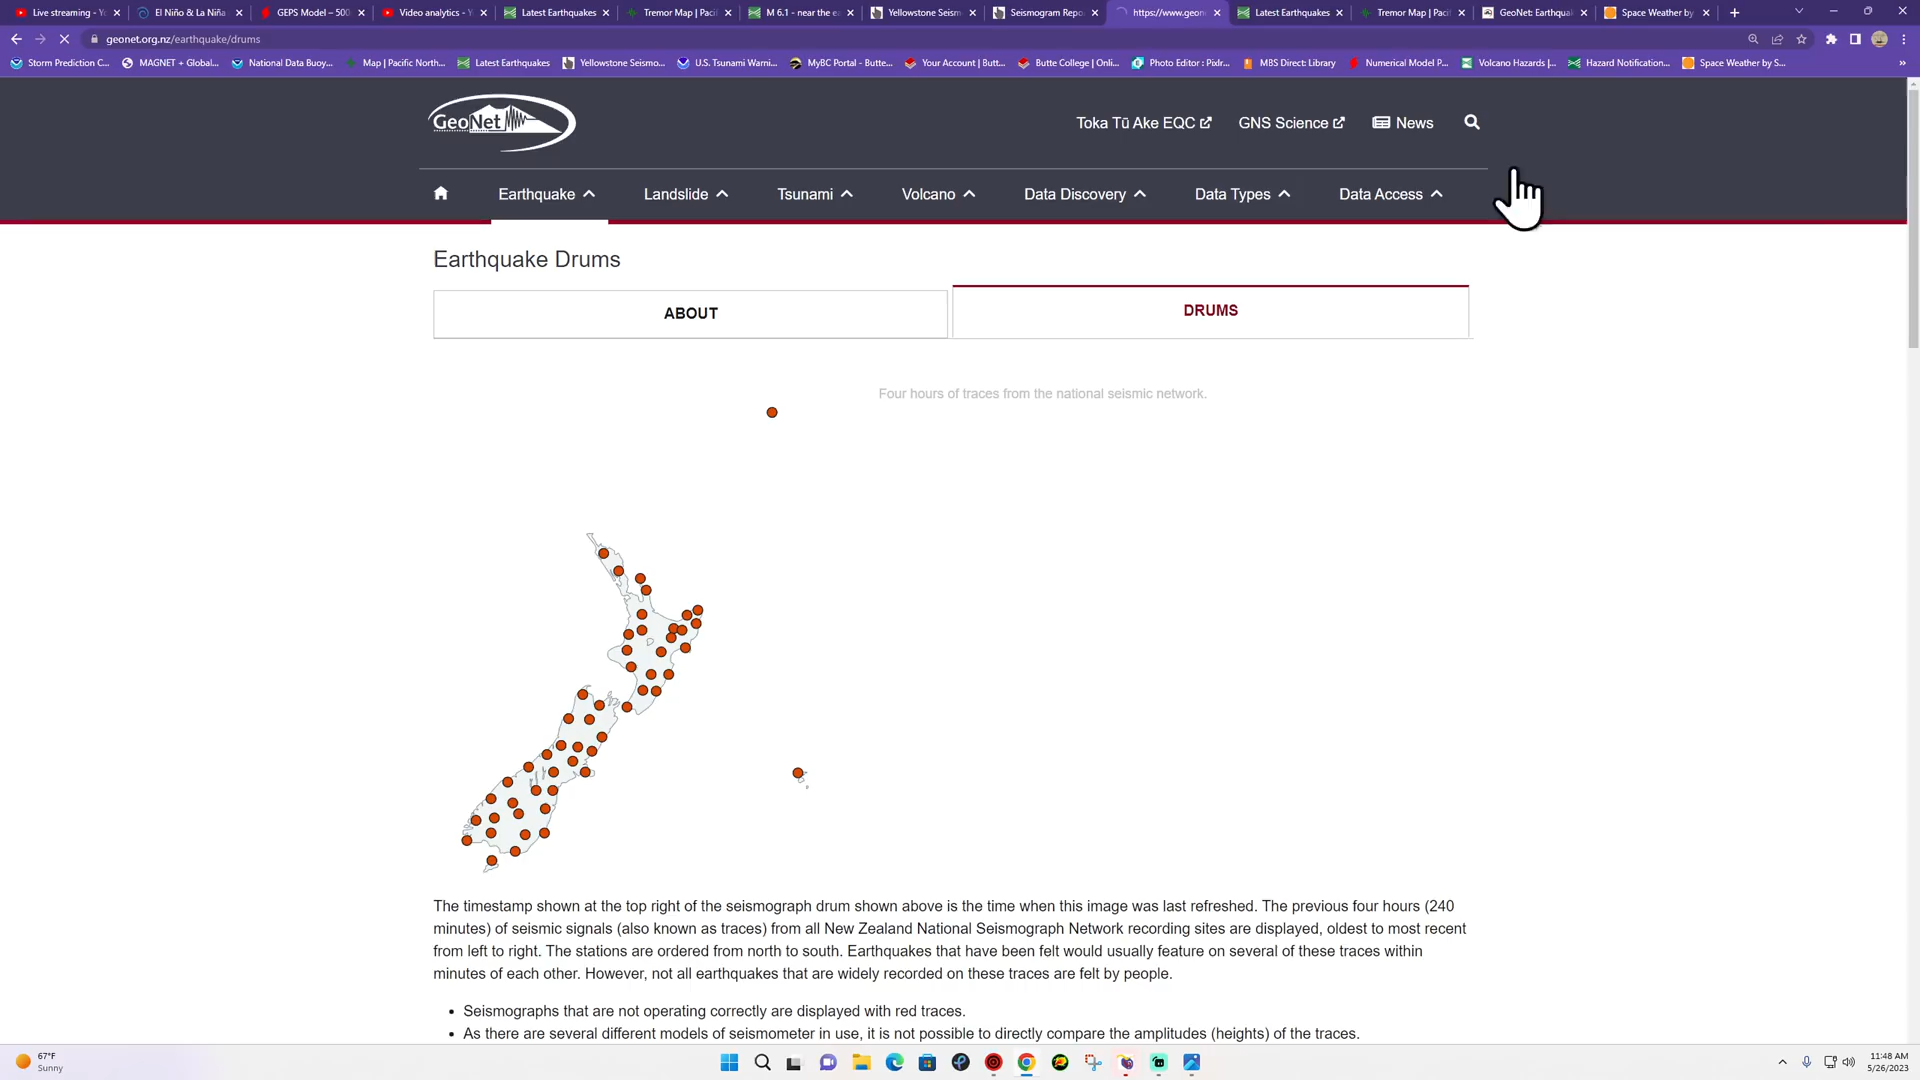 Live streaming - Yo
El Niño & La Niña
GEPS Model – 500
Video analytics - Y
Latest Earthquakes
Tremor Map | Pacif
M 6.1 - near the ea
Yellowstone Seism
Seismogram Repo
https://www.geon
Latest Earthquakes
Tremor Map | Pacif
GeoNet: Earthquak
Space Weather by
geonet.org.nz/earthquake/drums
Storm Prediction C...
MAGNET + Global...
National Data Buoy...
Map | Pacific North...
Latest Earthquakes
Yellowstone Seismo...
U.S. Tsunami Warni...
MyBC Portal - Butte...
Your Account | Butt...
Butte College | Onli...
Photo Editor : Pixlr...
MBS Direct: Library
Numerical Model P...
Volcano Hazards |...
Hazard Notification...
Space Weather by S...
GeoNet
Toka Tū Ake EQC
GNS Science
News
Earthquake
Landslide
Tsunami
Volcano
Data Discovery
Data Types
Data Access
Earthquake Drums
ABOUT
DRUMS
Four hours of traces from the national seismic network.
The timestamp shown at the top right of the seismograph drum shown above is the time when this image was last refreshed. The previous four hours (240
minutes) of seismic signals (also known as traces) from all New Zealand National Seismograph Network recording sites are displayed, oldest to most recent
from left to right. The stations are ordered from north to south. Earthquakes that have been felt would usually feature on several of these traces within
minutes of each other. However, not all earthquakes that are widely recorded on these traces are felt by people.
• Seismographs that are not operating correctly are displayed with red traces.
• As there are several different models of seismometer in use, it is not possible to directly compare the amplitudes (heights) of the traces.
67°F
Sunny
11:48 AM
5/26/2023